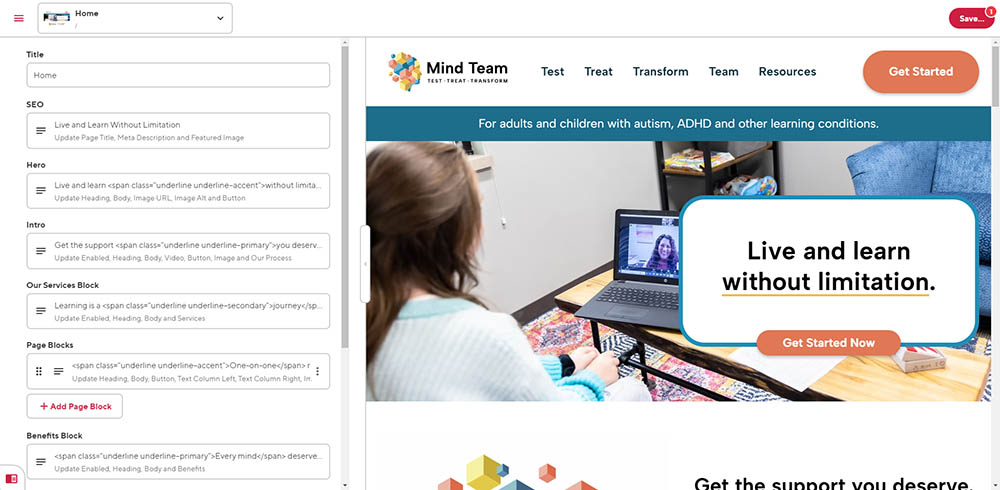 Home
/
Save...
1
Title
Home
SEO
Live and Learn Without Limitation
Update Page Title, Meta Description and Featured Image
Hero
Live and learn <span class="underline underline-accent">without limita...
Update Heading, Body, Image URL, Image Alt and Button
Intro
Get the support <span class="underline underline-primary">you deserv...
Update Enabled, Heading, Body, Video, Button, Image and Our Process
Our Services Block
Learning is a <span class="underline underline-secondary">journey</sp...
Update Enabled, Heading, Body and Services
Page Blocks
<span class="underline underline-accent">One-on-one</span> r
Update Heading, Body, Button, Text Column Left, Text Column Right, Im
+ Add Page Block
Benefits Block
<span class="underline underline-primary">Every mind</span> deserve...
Update Enabled, Heading, Body and Benefits
Mind Team
TEST · TREAT · TRANSFORM
Test Treat Transform Team Resources
Get Started
For adults and children with autism, ADHD and other learning conditions.
Live and learn
without limitation.
Get Started Now
Get the support you deserve.